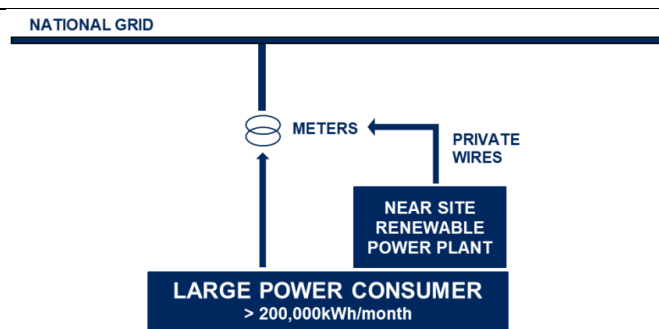 NATIONAL GRID
METERS
PRIVATE
WIRES
NEAR SITE
RENEWABLE
POWER PLANT
LARGE POWER CONSUMER
> 200,000kWh/month